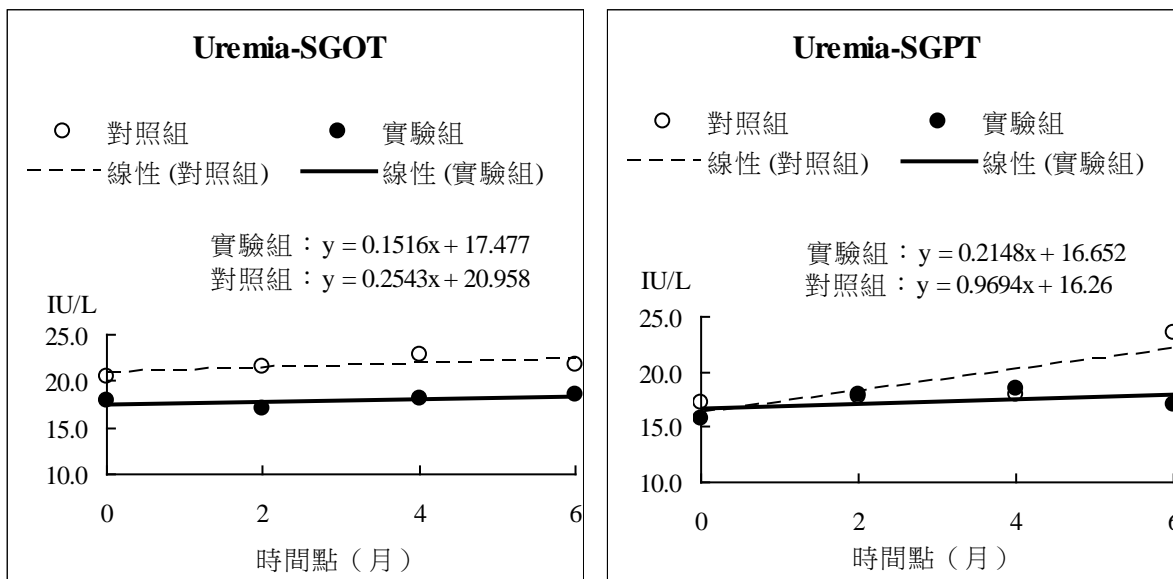 Uremia-SGOT
對照組 實驗組
線性 (對照組) 線性 (實驗組)
實驗組：y = 0.1516x + 17.477
對照組：y = 0.2543x + 20.958
IU/L
25.0
20.0
15.0
10.0
0 2 4 6
時間點（月）
Uremia-SGPT
對照組 實驗組
線性 (對照組) 線性 (實驗組)
實驗組：y = 0.2148x + 16.652
對照組：y = 0.9694x + 16.26
IU/L
25.0
20.0
15.0
10.0
0 2 4 6
時間點（月）